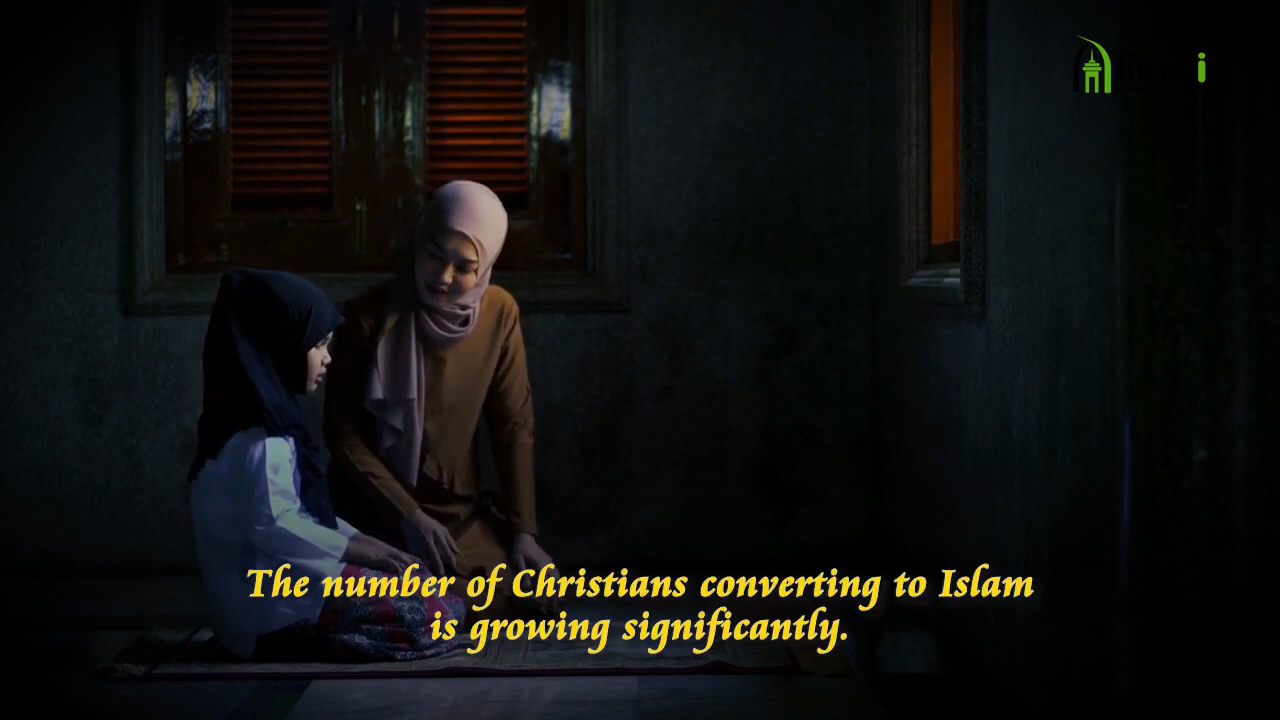 The number of Christians converting to Islam
is growing significantly.